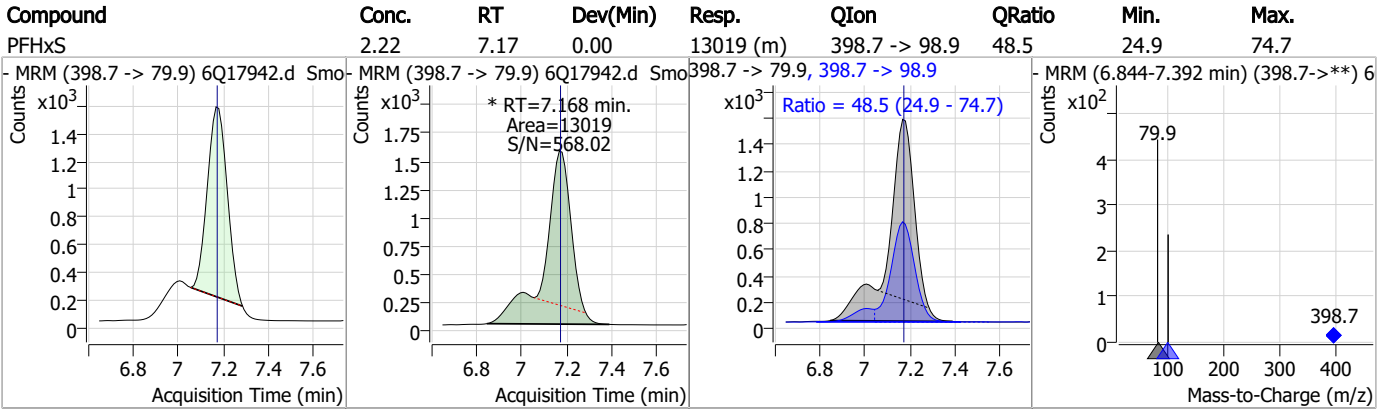 Compound Conc. RT Dev(Min) Resp. QIon QRatio Min. Max.
PFHxS 2.22 7.17 0.00 13019 (m) 398.7 -> 98.9 48.5 24.9 74.7
- MRM (398.7 -> 79.9) 6Q17942.d Smo
Counts
x10³
1.4
1.2
1
0.8
0.6
0.4
0.2
0
6.8 7 7.2 7.4 7.6
Acquisition Time (min)
- MRM (398.7 -> 79.9) 6Q17942.d Smo
Counts
x10³
* RT=7.168 min.
Area=13019
S/N=568.02
1.75
1.5
1.25
1
0.75
0.5
0.25
0
6.8 7 7.2 7.4 7.6
Acquisition Time (min)
398.7 -> 79.9, 398.7 -> 98.9
x10³
Ratio = 48.5 (24.9 - 74.7)
1.4
1.2
1
0.8
0.6
0.4
0.2
0
6.8 7 7.2 7.4 7.6
Acquisition Time (min)
- MRM (6.844-7.392 min) (398.7->**) 6
Counts
x10²
79.9
4
3
2
1
0
398.7
100 200 300 400
Mass-to-Charge (m/z)